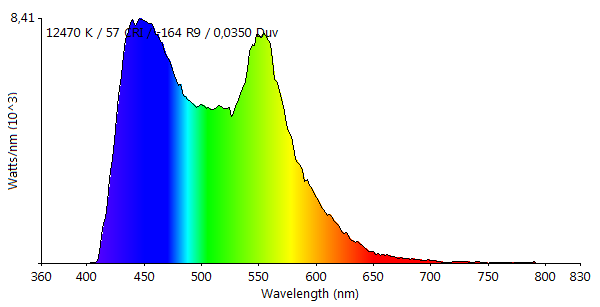 8,41
12470 K / 57 CRI / -164 R9 / 0,0350 Duv
Watts/nm (10^3)
360 400 450 500 550 600 650 700 750 800 830
Wavelength (nm)